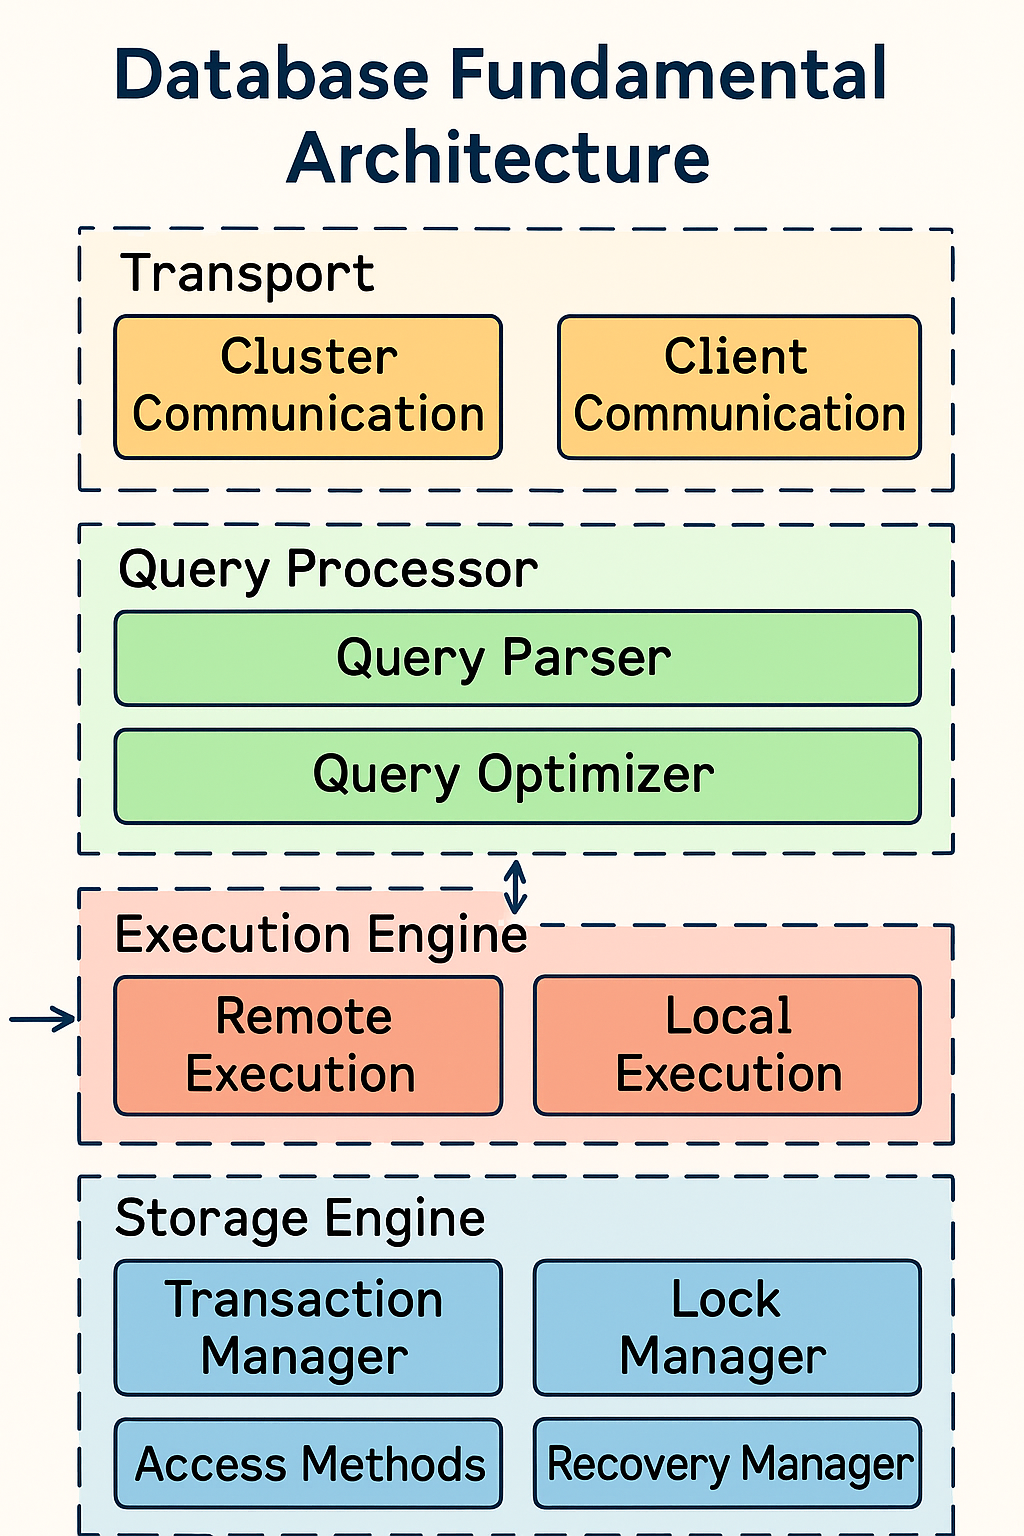 Database Fundamental
Architecture
Transport
Cluster
Communication
Client
Communication
Query Processor
Query Parser
Query Optimizer
Execution Engine
Remote
Execution
Local
Execution
Storage Engine
Transaction
Manager
Lock
Manager
Access Methods
Recovery Manager